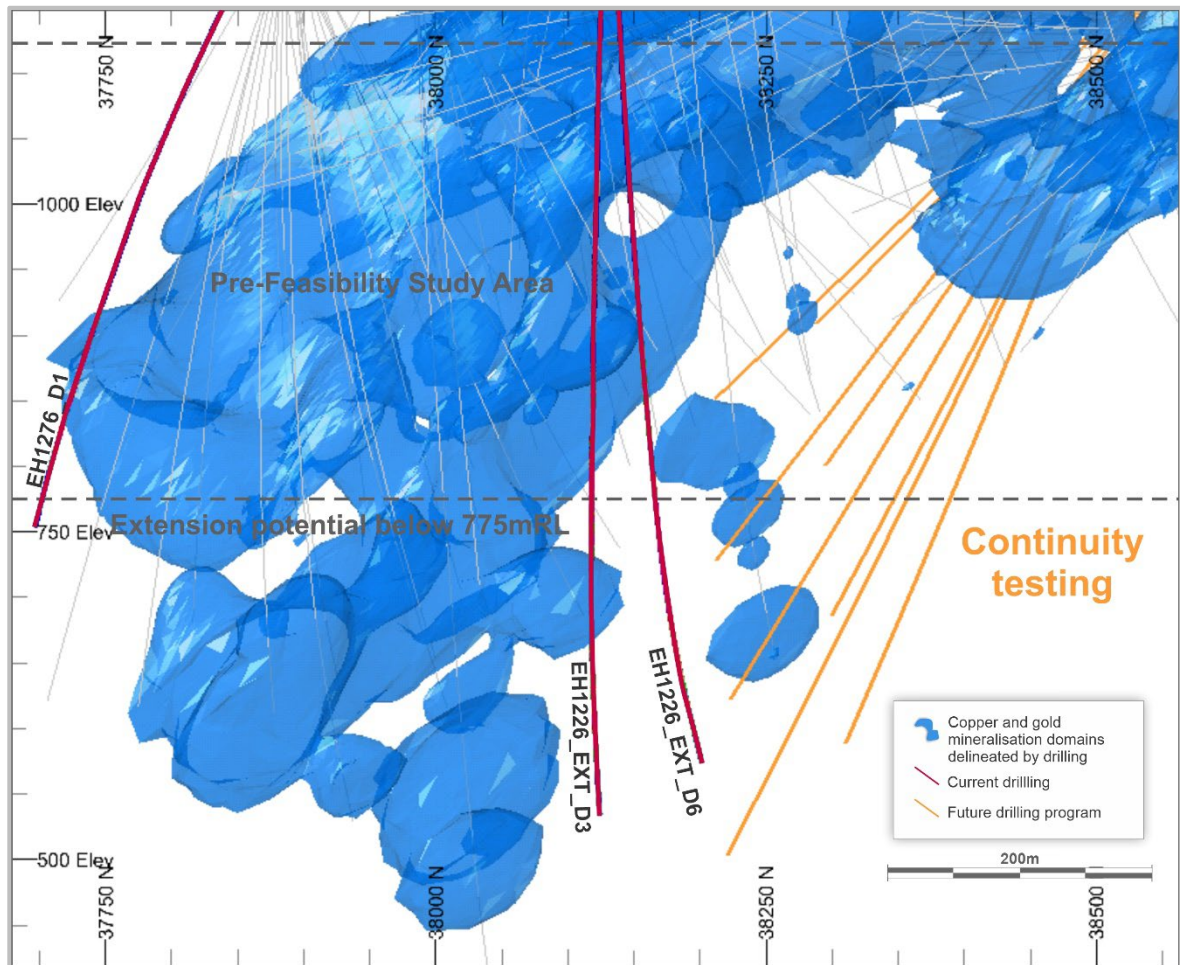 37750 N
38000 N
38250 N
38500 N
1000 Elev
Pre-Feasibility Study Area
EH1276_D1
Extension potential below 775mRL
750 Elev
Continuity
testing
EH1226_EXT_D3
EH1226_EXT_D6
Copper and gold
mineralisation domains
delineated by drilling
Current drillling
Future drilling program
200m
500 Elev
37750 N
38000 N
38250 N
38500 N